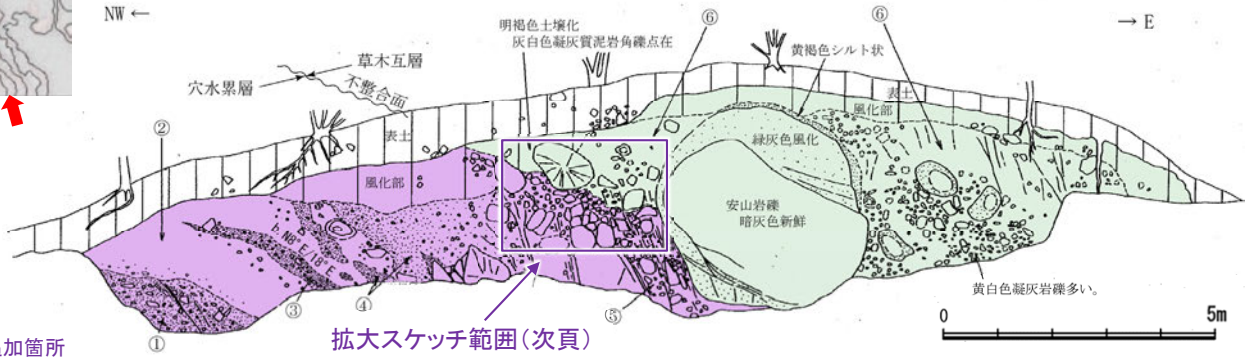 NW ←
→ E
明褐色土壌化
灰白色凝灰質泥岩角礫点在
⑥
⑥
黄褐色シルト状
草木互層
穴水累層
不整合面
表土
風化部
②
表土
緑灰色風化
風化部
安山岩礫
暗灰色新鮮
③
④
⑤
①
黄白色凝灰岩礫多い。
0
5m
拡大スケッチ範囲(次頁)
加箇所